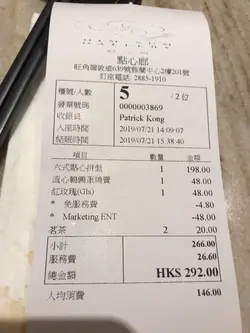 點心廊
旺角彌敦道639號雅蘭中心2樓201號
訂座電話: 2885-1910
檯號/人數 5 / 2位
發票號碼 0000003869
收銀員 Patrick Kong
入座時間 2019/07/21 14:09:07
結賬時間 2019/07/21 15:38:40
項目 數量 金額
六式點心拼盤 1 198.00
流心鵪鶉蛋燒賣 1 48.00
紅玫瑰(Gls) 1 48.00
* 免服務費 -4.80
* Marketing ENT -48.00
茗茶 2 20.00
小計 266.00
服務費 26.60
總金額 HK$ 292.00
人均消費 146.00